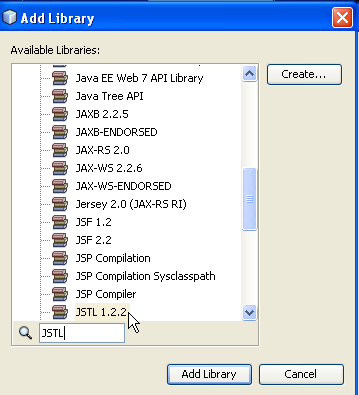 Add Library
Available Libraries:
Java EE Web 7 API Library
Create...
Java Tree API
JAXB 2.2.5
JAXB-ENDORSED
JAX-RS 2.0
JAX-WS 2.2.6
JAX-WS-ENDORSED
Jersey 2.0 (JAX-RS RI)
JSF 1.2
JSF 2.2
JSP Compilation
JSP Compilation Sysclasspath
JSP Compiler
JSTL 1.2.2
JSTL
Add Library
Cancel